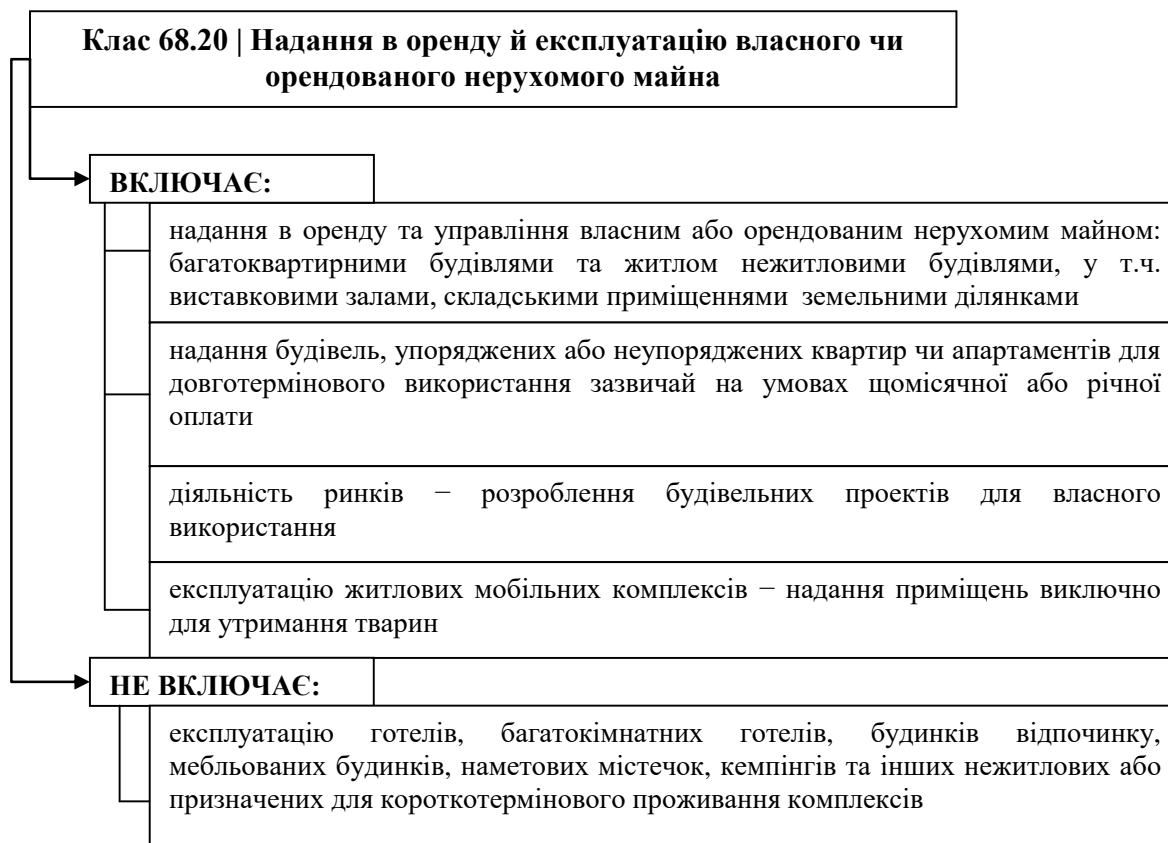 Клас 68.20 | Надання в оренду й експлуатацію власного чи
орендованого нерухомого майна
ВКЛЮЧАЄ:
надання в оренду та управління власним або орендованим нерухомим майном:
багатоквартирними будівлями та житлом нежитловими будівлями, у т.ч.
виставковими залами, складськими приміщеннями земельними ділянками
надання будівель, упоряджених або неупоряджених квартир чи апартаментів для
довготермінового використання зазвичай на умовах щомісячної або річної
оплати
діяльність ринків − розроблення будівельних проектів для власного
використання
експлуатацію житлових мобільних комплексів − надання приміщень виключно
для утримання тварин
НЕ ВКЛЮЧАЄ:
експлуатацію готелів, багатокімнатних готелів, будинків відпочинку,
мебльованих будинків, наметових містечок, кемпінгів та інших нежитлових або
призначених для короткотермінового проживання комплексів